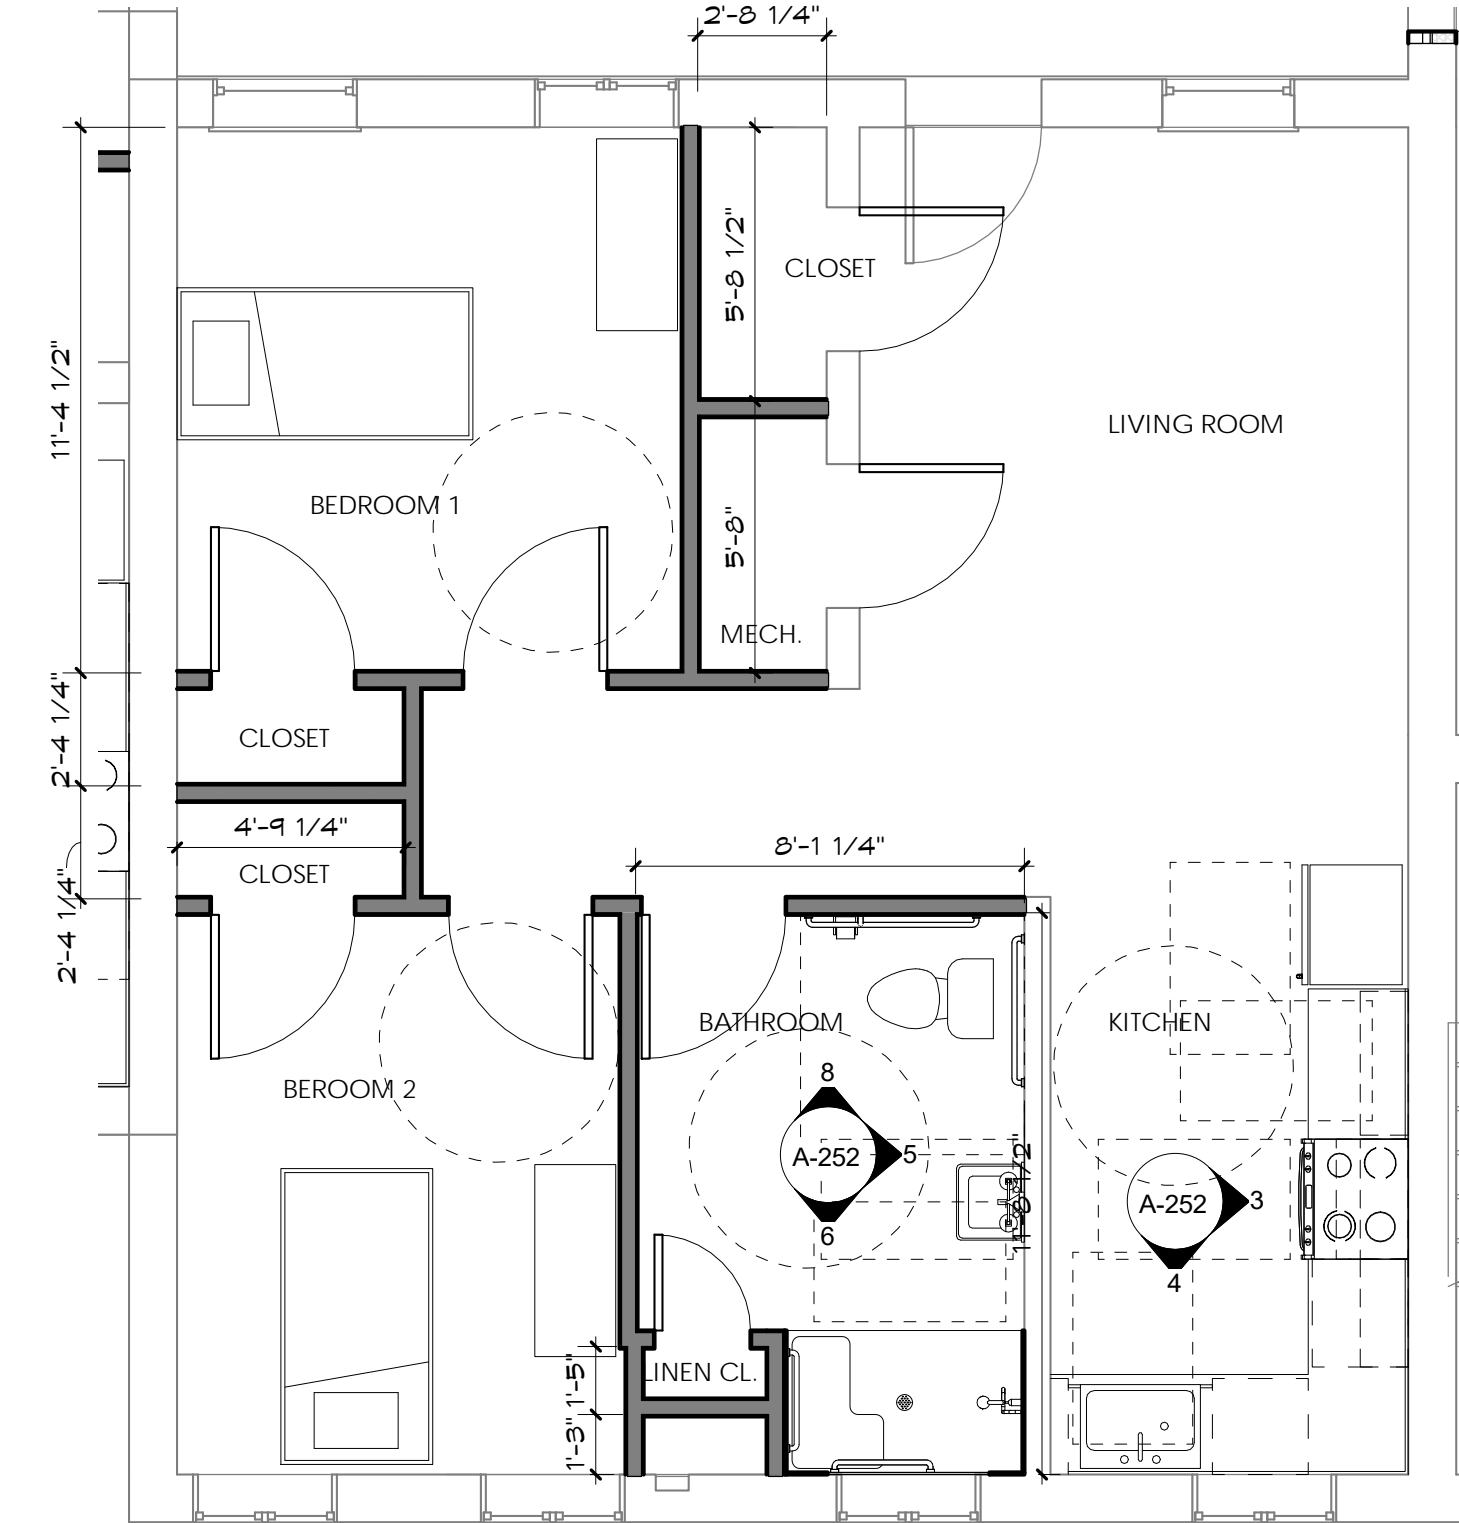 2'-8 1/4"
5'-8 1/2"
CLOSET
11'-4 1/2"
LIVING ROOM
BEDROOM 1
5'-8"
MECH.
2'-4 1/4"
CLOSET
4'-9 1/4"
8'-1 1/4"
CLOSET
2'-4 1/4"
BATHROOM
KITCHEN
BEROOM 2
8
A-252
5
6
A-252
3
4
1'-5"
LINEN CL.
1'-3"